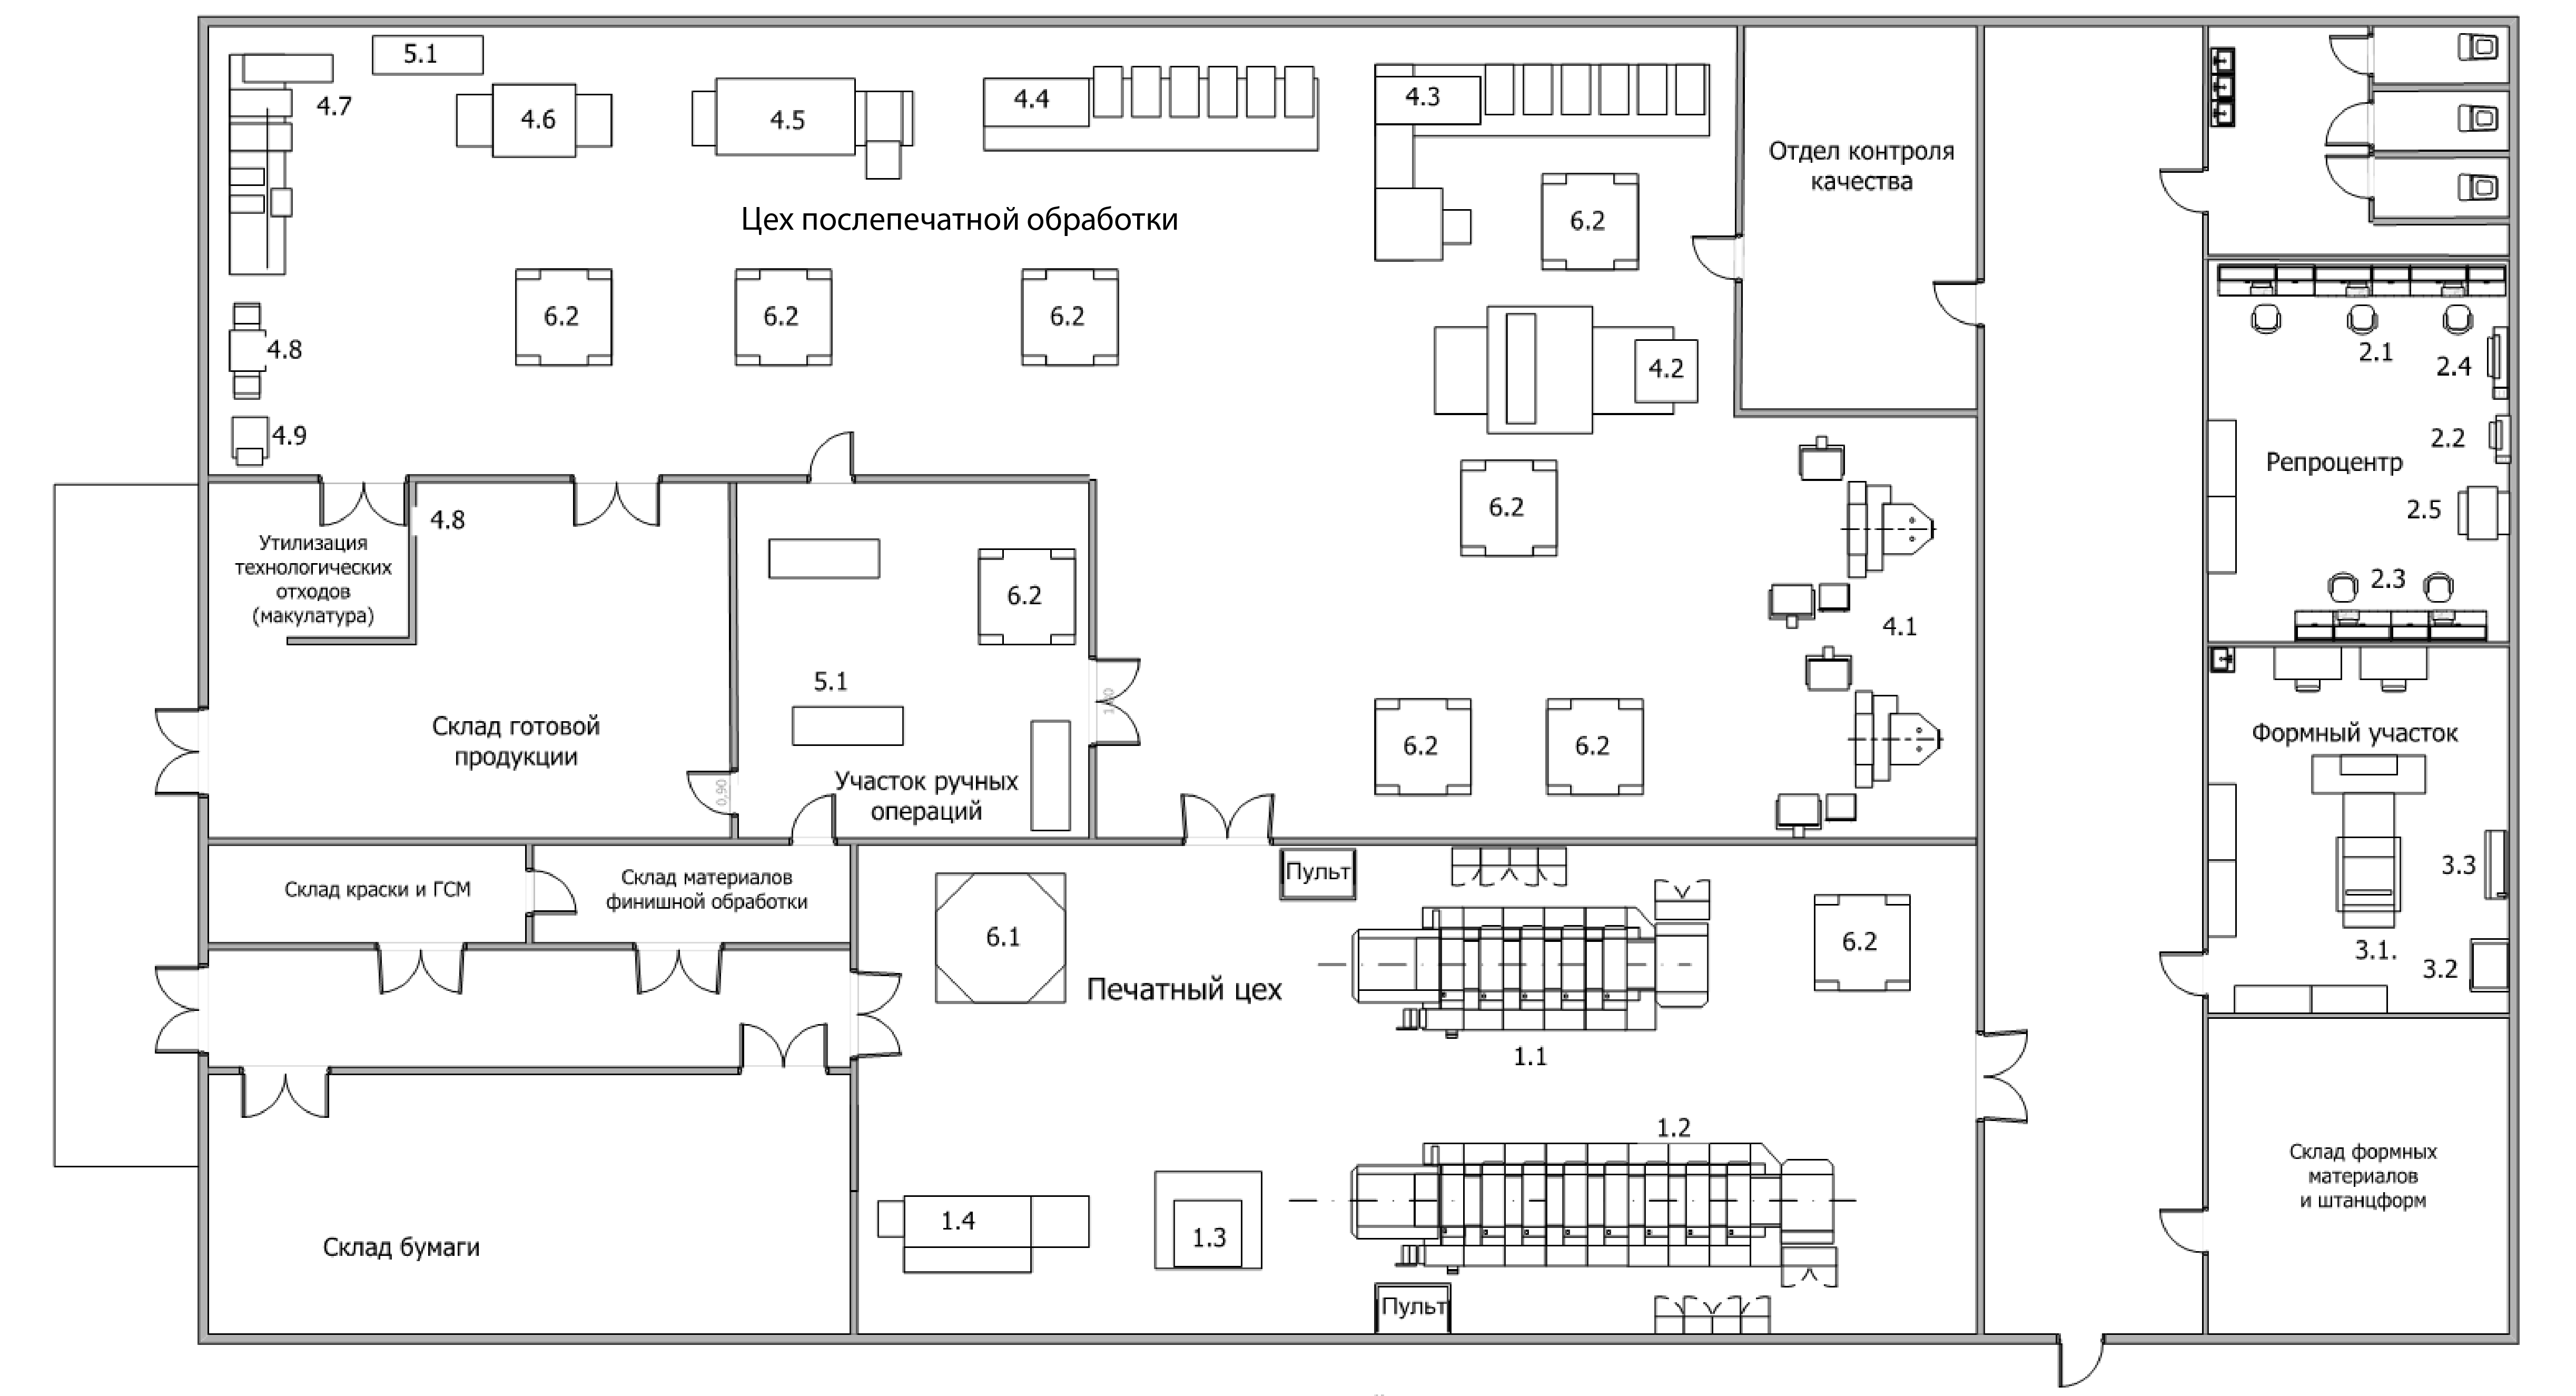 5.1
4.7
4.6
4.5
4.4
4.3
Отдел контроля
качества
Цех послепечатной обработки
6.2
6.2
6.2
6.2
4.8
4.9
4.2
2.1
2.4
2.2
Репроцентр
2.5
2.3
4.8
Утилизация
технологических
отходов
(макулатура)
6.2
6.2
4.1
5.1
Склад готовой
продукции
0,90
Участок ручных
операций
6.2
6.2
Формный участок
3.3
3.1.
3.2
Склад краски и ГСМ
Склад материалов
финишной обработки
6.1
Пульт
6.2
Печатный цех
1.1
1.2
1.4
1.3
Пульт
Склад бумаги
Склад формных
материалов
и штанцформ